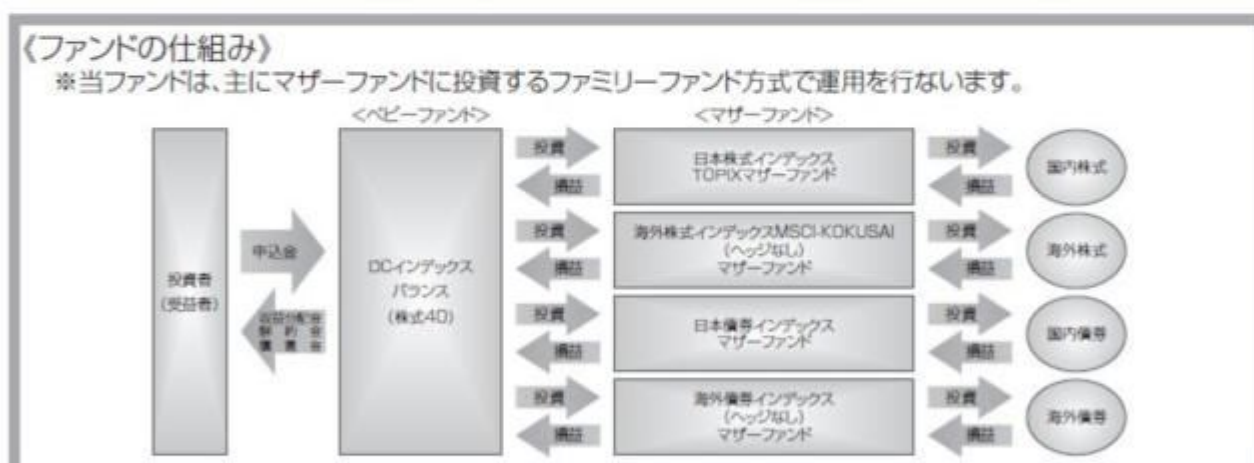 《ファンドの仕組み》
※当ファンドは、主にマザーファンドに投資するファミリーファンド方式で運用を行ないます。
<ベビーファンド>
<マザーファンド>
投資者
(受益者)
申込金
収益分配金
解約金
償還金
DCインデックス
バランス
(株式40)
投資
損益
日本株式インデックス
TOPIXマザーファンド
投資
損益
国内株式
投資
損益
海外株式インデックスMSCI-KOKUSAI
(ヘッジなし)
マザーファンド
投資
損益
海外株式
投資
損益
日本債券インデックス
マザーファンド
投資
損益
国内債券
投資
損益
海外債券インデックス
(ヘッジなし)
マザーファンド
投資
損益
海外債券